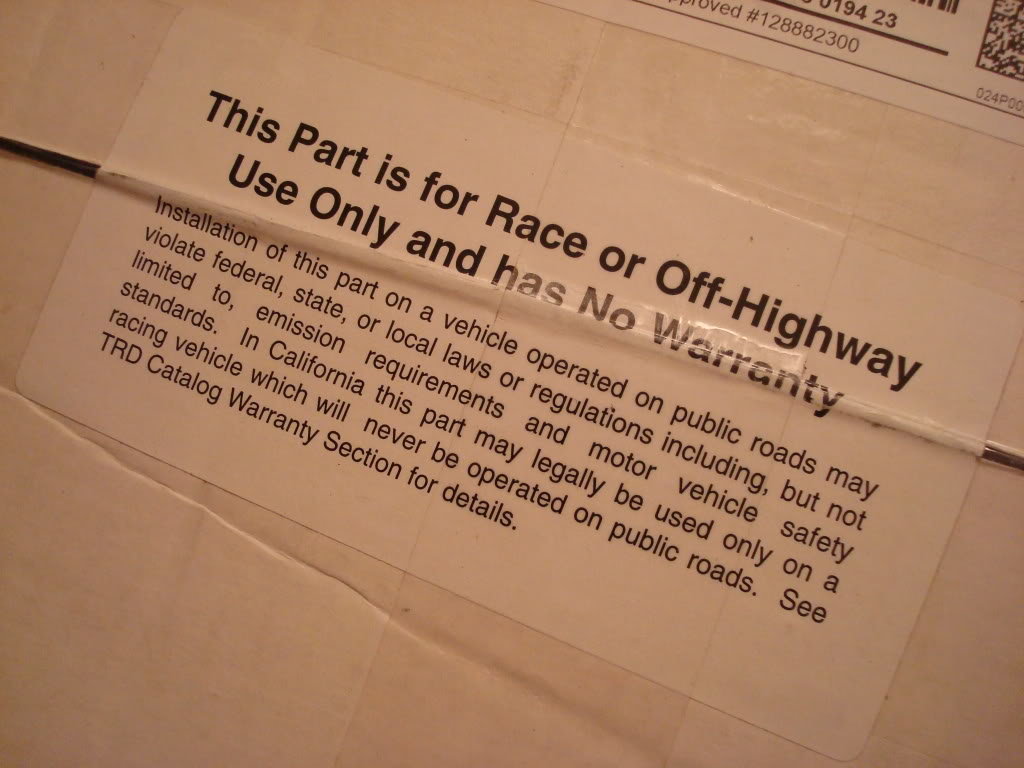 0194 23
pproved #128882300
024P00
This Part is for Race or Off-Highway
Use Only and has No Warranty
Installation of this part on a vehicle operated on public roads may
violate federal, state, or local laws or regulations including, but not
limited to, emission requirements and motor vehicle safety
standards. In California this part may legally be used only on a
racing vehicle which will never be operated on public roads. See
TRD Catalog Warranty Section for details.